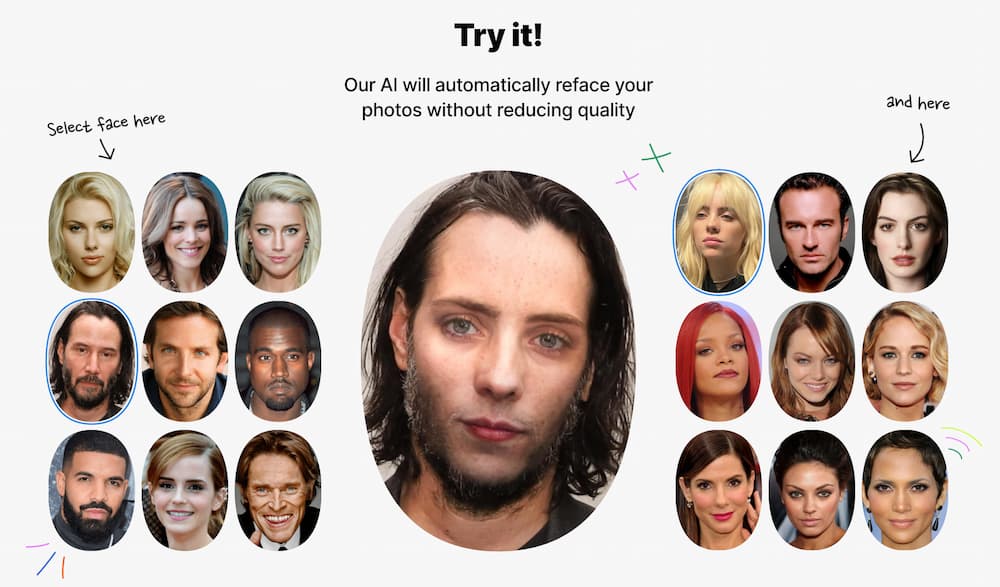 Try it!
Our AI will automatically reface your
photos without reducing quality
Select face here
and here